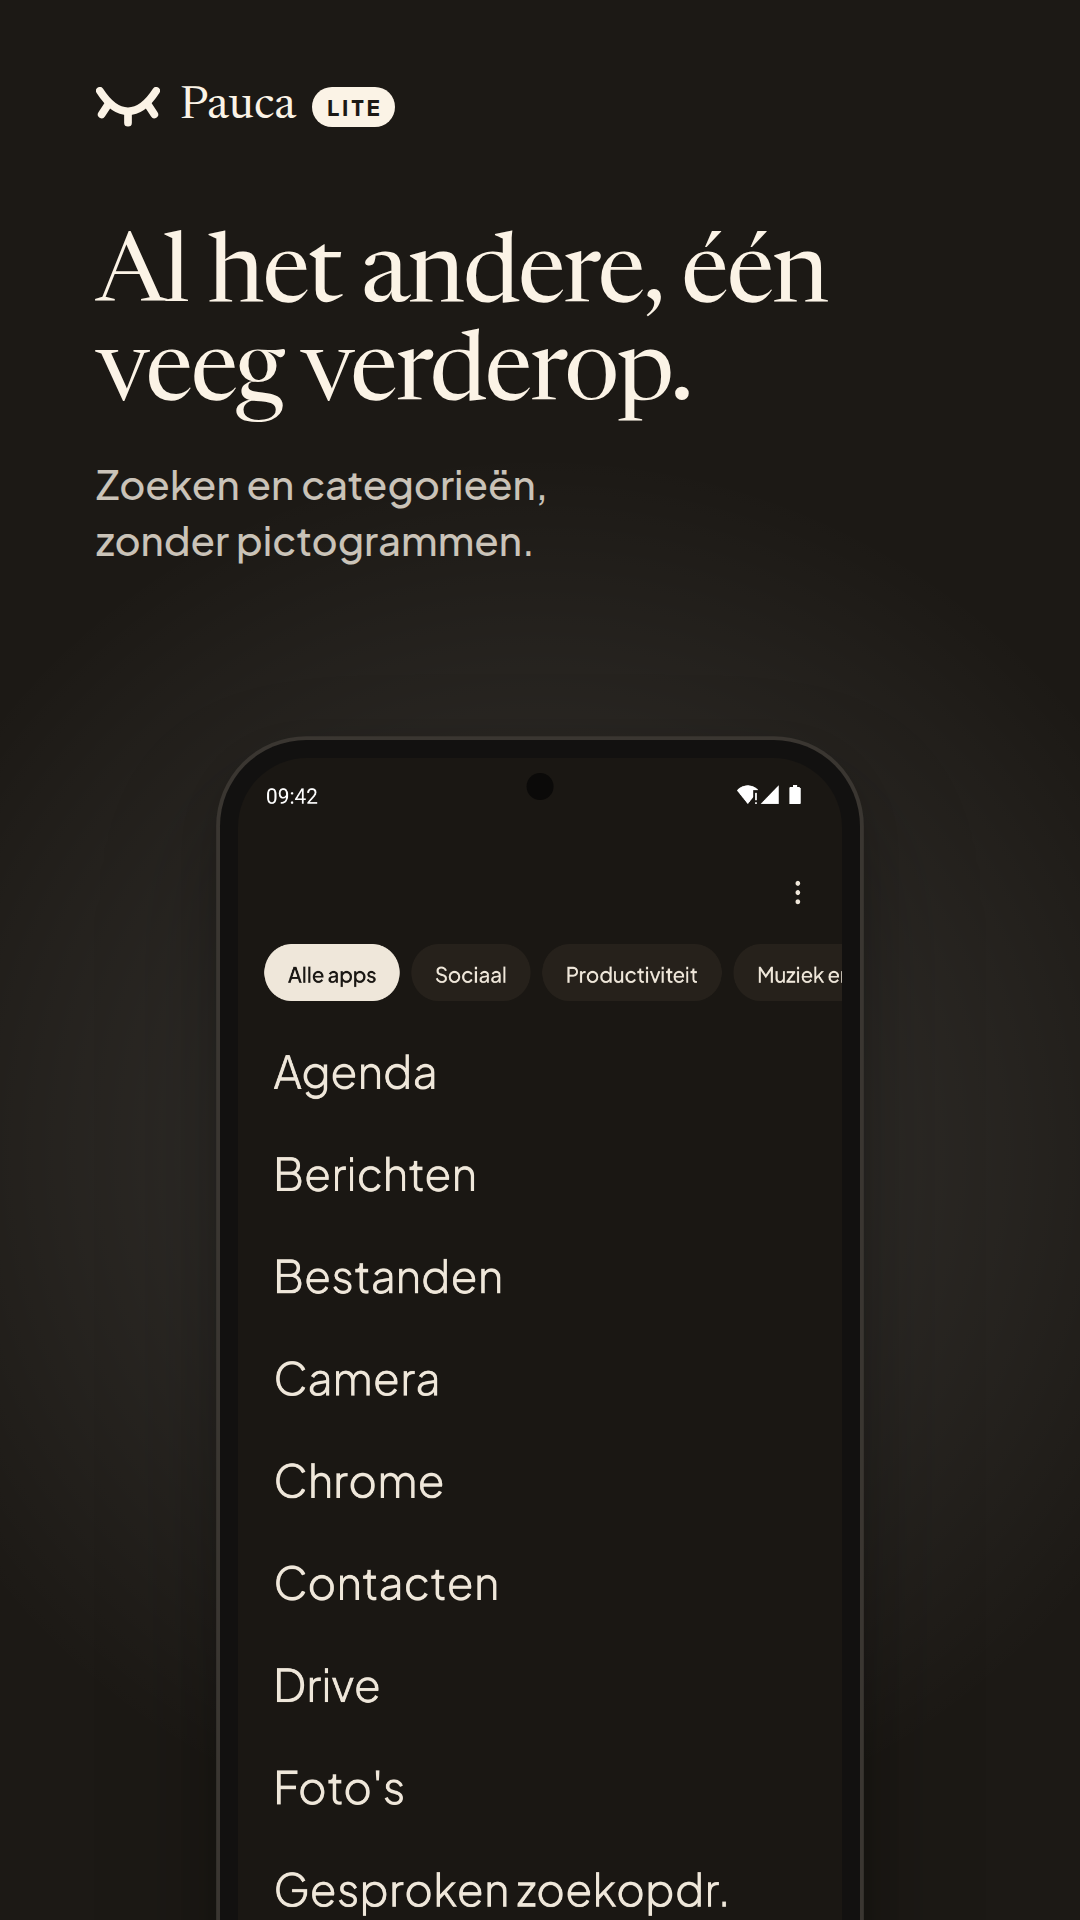 Pauca LITE
Al het andere, één
veeg verderop.
Zoeken en categorieën,
zonder pictogrammen.
09:42
Alle apps Sociaal Productiviteit Muziek
Agenda
Berichten
Bestanden
Camera
Chrome
Contacten
Drive
Foto's
Gesproken zoekopdr.